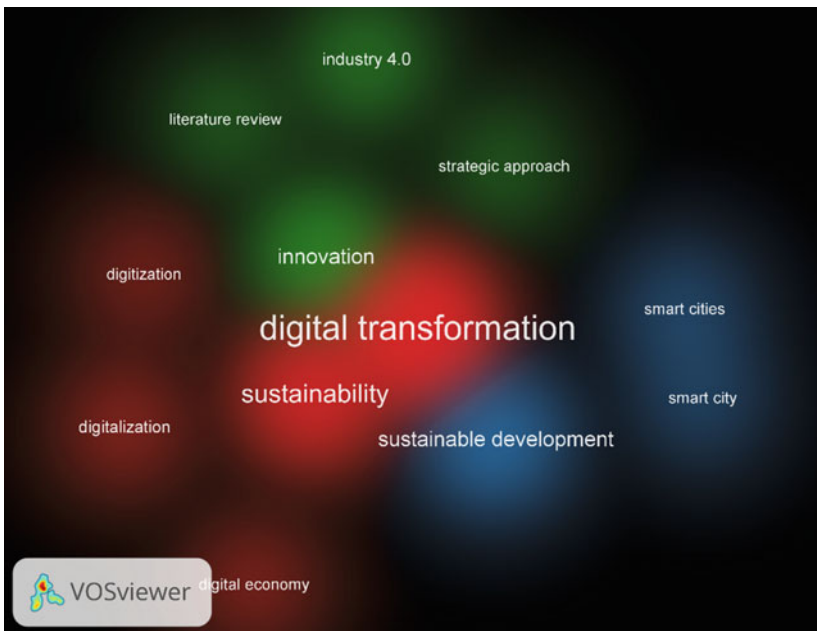 industry 4.0
literature review
strategic approach
innovation
digitization
smart cities
digital transformation
sustainability
smart city
digitalization
sustainable development
digital economy
VOSviewer